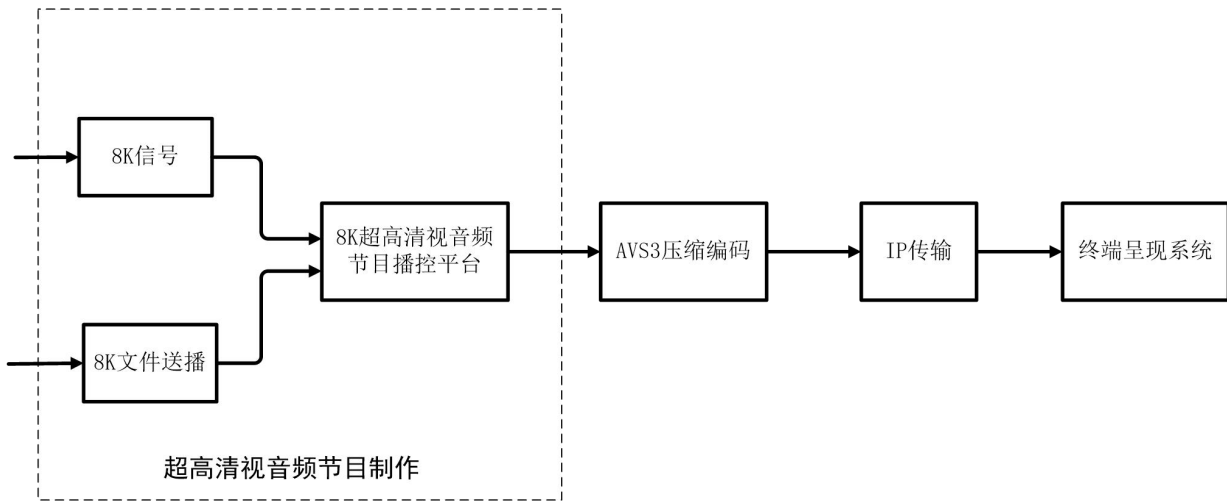 8K信号
8K超高清视音频
节目播控平台
AVS3压缩编码
IP传输
终端呈现系统
8K文件送播
超高清视音频节目制作